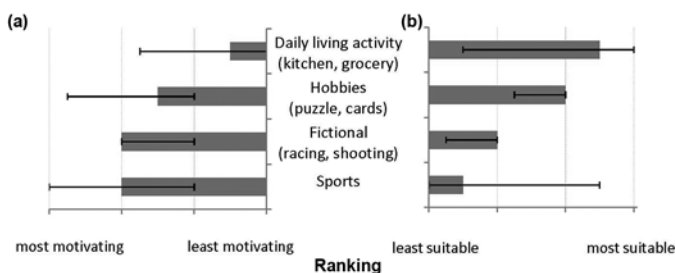 (a)
(b)
Daily living activity
(kitchen, grocery)
Hobbies
(puzzle, cards)
Fictional
(racing, shooting)
Sports
most motivating
least motivating
least suitable
most suitable
Ranking